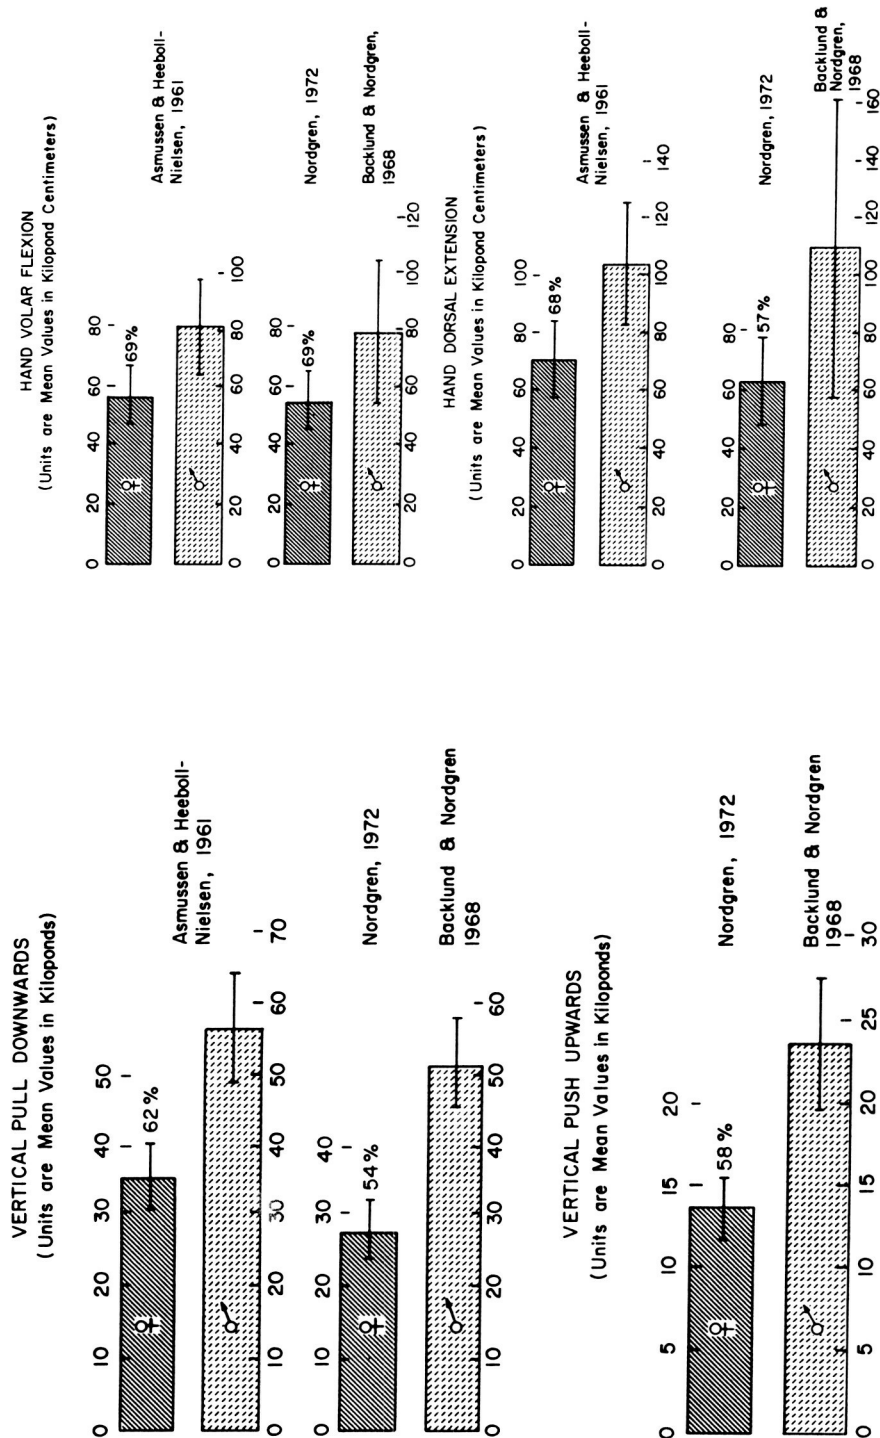 VERTICAL PULL DOWNWARDS
(Units are Mean Values in Kiloponds)
0 10 20 30 40 50
♀ 62%
Asmussen & Heeboll-
Nielsen, 1961
♂
0 10 20 30 40 50 60 70
0 10 20 30 40
♀ 54%
Nordgren, 1972
♂
Backlund & Nordgren
1968
0 10 20 30 40 50 60
VERTICAL PUSH UPWARDS
(Units are Mean Values in Kiloponds)
0 5 10 15 20
♀ 58%
Nordgren, 1972
♂
Backlund & Nordgren
1968
0 5 10 15 20 25 30
HAND VOLAR FLEXION
(Units are Mean Values in Kilopond Centimeters)
0 20 40 60 80
♀ 69%
Asmussen & Heeboll-
Nielsen, 1961
♂
0 20 40 60 80 100
0 20 40 60 80
♀ 69%
Nordgren, 1972
♂
Backlund & Nordgren,
1968
0 20 40 60 80 100 120
HAND DORSAL EXTENSION
(Units are Mean Values in Kilopond Centimeters)
0 20 40 60 80 100
♀ 68%
Asmussen & Heeboll-
Nielsen, 1961
♂
0 20 40 60 80 100 120 140
0 20 40 60 80
♀ 57%
Nordgren, 1972
♂
Backlund &
Nordgren,
1968
0 20 40 60 80 100 120 140 160